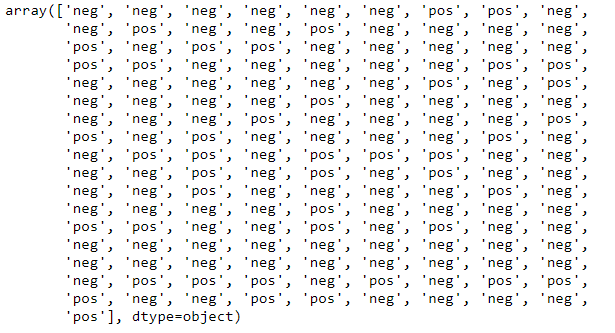 array(['neg', 'neg', 'neg', 'neg', 'neg', 'neg', 'pos', 'pos', 'neg',
'neg', 'pos', 'neg', 'neg', 'pos', 'neg', 'neg', 'neg', 'neg',
'pos', 'neg', 'pos', 'pos', 'neg', 'neg', 'neg', 'neg', 'neg',
'pos', 'pos', 'neg', 'neg', 'neg', 'neg', 'neg', 'pos', 'pos',
'neg', 'neg', 'neg', 'neg', 'neg', 'neg', 'pos', 'neg', 'pos',
'neg', 'neg', 'neg', 'neg', 'pos', 'neg', 'neg', 'neg', 'neg',
'neg', 'neg', 'neg', 'pos', 'neg', 'neg', 'neg', 'neg', 'neg',
'pos', 'neg', 'pos', 'neg', 'neg', 'neg', 'neg', 'pos', 'neg',
'neg', 'pos', 'pos', 'neg', 'pos', 'pos', 'pos', 'neg', 'neg',
'neg', 'neg', 'pos', 'neg', 'pos', 'neg', 'neg', 'neg', 'neg',
'neg', 'neg', 'pos', 'neg', 'neg', 'neg', 'neg', 'pos', 'neg',
'neg', 'neg', 'neg', 'neg', 'pos', 'neg', 'neg', 'neg', 'neg',
'pos', 'pos', 'neg', 'neg', 'pos', 'neg', 'pos', 'neg', 'neg',
'neg', 'neg', 'neg', 'neg', 'neg', 'neg', 'neg', 'neg', 'neg',
'neg', 'neg', 'neg', 'neg', 'neg', 'neg', 'neg', 'neg', 'neg',
'neg', 'pos', 'pos', 'pos', 'neg', 'pos', 'neg', 'pos', 'pos',
'pos', 'neg', 'neg', 'pos', 'pos', 'neg', 'neg', 'neg', 'neg',
'pos'], dtype=object)